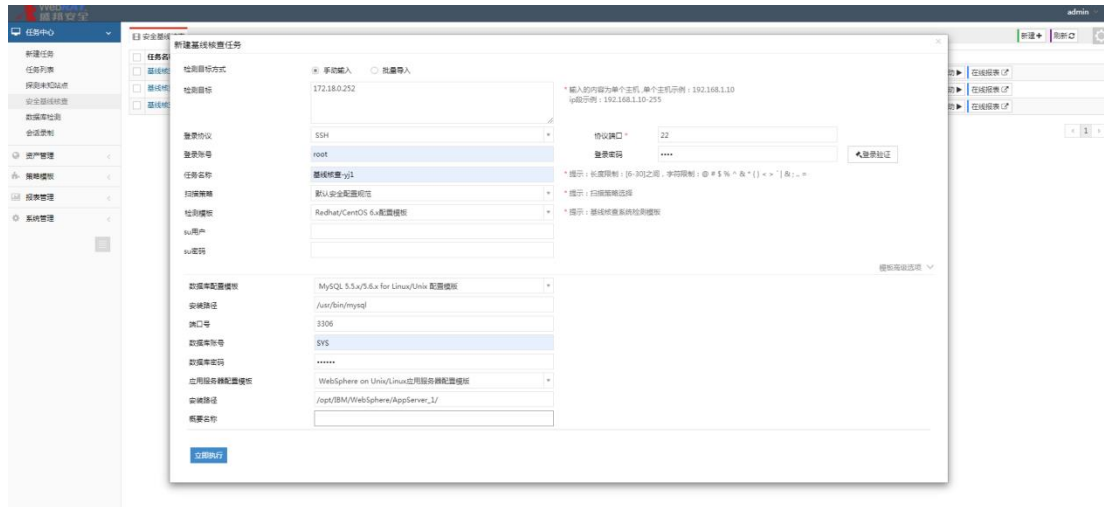 WebRAY
盛邦安全
admin
任务中心
新建任务
任务列表
探测未知站点
安全基线核查
数据库检测
会话录制
资产管理
策略模板
报表管理
系统管理
安全基线
新建+ 刷新
任务名
基线核
基线核
基线核
在线报表
在线报表
在线报表
1
新建基线核查任务
检测目标方式 手动输入 批量导入
检测目标 172.18.0.252 * 输入的内容为单个主机,单个主机示例：192.168.1.10
ip段示例：192.168.1.10-255
登录协议 SSH 协议端口 * 22
登录账号 root 登录密码 •••• 登录验证
任务名称 基线核查-yj1 * 提示：长度限制：[6-30]之间，字符限制：@ # $ % ^ & * { } < > ` | & ; , =
扫描策略 默认安全配置规范 * 提示：扫描策略选择
检测模板 Redhat/CentOS 6.x配置模板 * 提示：基线核查系统检测模板
su用户
su密码
模板高级选项
数据库配置模板 MySQL 5.5.x/5.6.x for Linux/Unix 配置模板
安装路径 /usr/bin/mysql
端口号 3306
数据库账号 SYS
数据库密码 ••••••
应用服务器配置模板 WebSphere on Unix/Linux应用服务器配置模板
安装路径 /opt/IBM/WebSphere/AppServer_1/
概要名称
立即执行